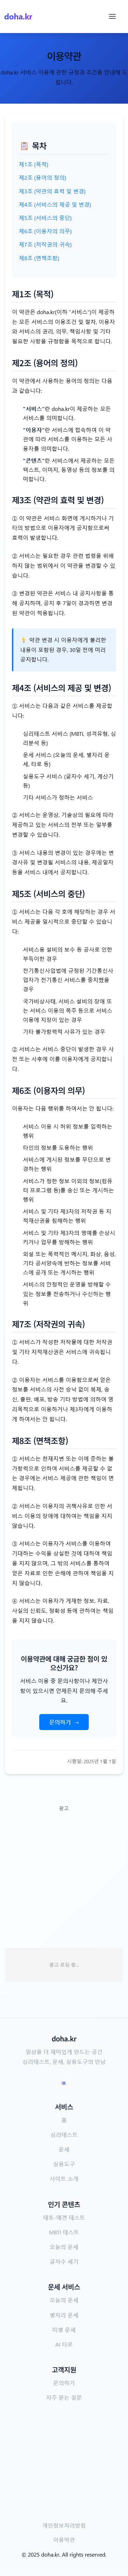 doha.kr
이용약관
doha.kr 서비스 이용에 관한 규정과 조건을 안내해 드
립니다.
목차
제1조 (목적)
제2조 (용어의 정의)
제3조 (약관의 효력 및 변경)
제4조 (서비스의 제공 및 변경)
제5조 (서비스의 중단)
제6조 (이용자의 의무)
제7조 (저작권의 귀속)
제8조 (면책조항)
제1조 (목적)
이 약관은 doha.kr(이하 "서비스")이 제공하
는 모든 서비스의 이용조건 및 절차, 이용자
와 서비스의 권리, 의무, 책임사항 및 기타
필요한 사항을 규정함을 목적으로 합니다.
제2조 (용어의 정의)
이 약관에서 사용하는 용어의 정의는 다음
과 같습니다:
"서비스"란 doha.kr이 제공하는 모든
서비스를 의미합니다.
"이용자"란 서비스에 접속하여 이 약
관에 따라 서비스를 이용하는 모든 사
용자를 의미합니다.
"콘텐츠"란 서비스에서 제공하는 모든
텍스트, 이미지, 동영상 등의 정보를 의
미합니다.
제3조 (약관의 효력 및 변경)
① 이 약관은 서비스 화면에 게시하거나 기
타의 방법으로 이용자에게 공지함으로써
효력이 발생합니다.
② 서비스는 필요한 경우 관련 법령을 위배
하지 않는 범위에서 이 약관을 변경할 수 있
습니다.
③ 변경된 약관은 서비스 내 공지사항을 통
해 공지하며, 공지 후 7일이 경과하면 변경
된 약관이 적용됩니다.
약관 변경 시 이용자에게 불리한
내용이 포함된 경우, 30일 전에 미리
공지합니다.
제4조 (서비스의 제공 및 변경)
① 서비스는 다음과 같은 서비스를 제공합
니다:
심리테스트 서비스 (MBTI, 성격유형, 심
리분석 등)
운세 서비스 (오늘의 운세, 별자리 운
세, 타로 등)
실용도구 서비스 (글자수 세기, 계산기
등)
기타 서비스가 정하는 서비스
② 서비스는 운영상, 기술상의 필요에 따라
제공하고 있는 서비스의 전부 또는 일부를
변경할 수 있습니다.
③ 서비스 내용의 변경이 있는 경우에는 변
경사유 및 변경될 서비스의 내용, 제공일자
등을 서비스 내에서 공지합니다.
제5조 (서비스의 중단)
① 서비스는 다음 각 호에 해당하는 경우 서
비스 제공을 일시적으로 중단할 수 있습니
다:
서비스용 설비의 보수 등 공사로 인한
부득이한 경우
전기통신사업법에 규정된 기간통신사
업자가 전기통신 서비스를 중지했을
경우
국가비상사태, 서비스 설비의 장애 또
는 서비스 이용의 폭주 등으로 서비스
이용에 지장이 있는 경우
기타 불가항력적 사유가 있는 경우
② 서비스는 서비스 중단이 발생한 경우 사
전 또는 사후에 이를 이용자에게 공지합니
다.
제6조 (이용자의 의무)
이용자는 다음 행위를 하여서는 안 됩니다:
서비스 이용 시 허위 정보를 입력하는
행위
타인의 정보를 도용하는 행위
서비스에 게시된 정보를 무단으로 변
경하는 행위
서비스가 정한 정보 이외의 정보(컴퓨
터 프로그램 등)를 송신 또는 게시하는
행위
서비스 및 기타 제3자의 저작권 등 지
적재산권을 침해하는 행위
서비스 및 기타 제3자의 명예를 손상시
키거나 업무를 방해하는 행위
외설 또는 폭력적인 메시지, 화상, 음성,
기타 공서양속에 반하는 정보를 서비
스에 공개 또는 게시하는 행위
서비스의 안정적인 운영을 방해할 수
있는 정보를 전송하거나 수신하는 행
위
제7조 (저작권의 귀속)
① 서비스가 작성한 저작물에 대한 저작권
및 기타 지적재산권은 서비스에 귀속됩니
다.
② 이용자는 서비스를 이용함으로써 얻은
정보를 서비스의 사전 승낙 없이 복제, 송
신, 출판, 배포, 방송 기타 방법에 의하여 영
리목적으로 이용하거나 제3자에게 이용하
게 하여서는 안 됩니다.
제8조 (면책조항)
① 서비스는 천재지변 또는 이에 준하는 불
가항력으로 인하여 서비스를 제공할 수 없
는 경우에는 서비스 제공에 관한 책임이 면
제됩니다.
② 서비스는 이용자의 귀책사유로 인한 서
비스 이용의 장애에 대하여는 책임을 지지
않습니다.
③ 서비스는 이용자가 서비스를 이용하여
기대하는 수익을 상실한 것에 대하여 책임
을 지지 않으며, 그 밖의 서비스를 통하여
얻은 자료로 인한 손해에 관하여 책임을 지
지 않습니다.
④ 서비스는 이용자가 게재한 정보, 자료,
사실의 신뢰도, 정확성 등에 관하여는 책임
을 지지 않습니다.
이용약관에 대해 궁금한 점이 있
으신가요?
서비스 이용 중 문의사항이나 제안사
항이 있으시면 언제든지 문의해 주세
요.
문의하기 →
시행일: 2025년 1월 1일
광고
광고 로딩 중...
doha.kr
일상을 더 재미있게 만드는 공간
심리테스트, 운세, 실용도구의 만남
서비스
홈
심리테스트
운세
실용도구
사이트 소개
인기 콘텐츠
테토-에겐 테스트
MBTI 테스트
오늘의 운세
글자수 세기
운세 서비스
오늘의 운세
별자리 운세
띠별 운세
AI 타로
고객지원
문의하기
자주 묻는 질문
개인정보처리방침
이용약관
© 2025 doha.kr. All rights reserved.